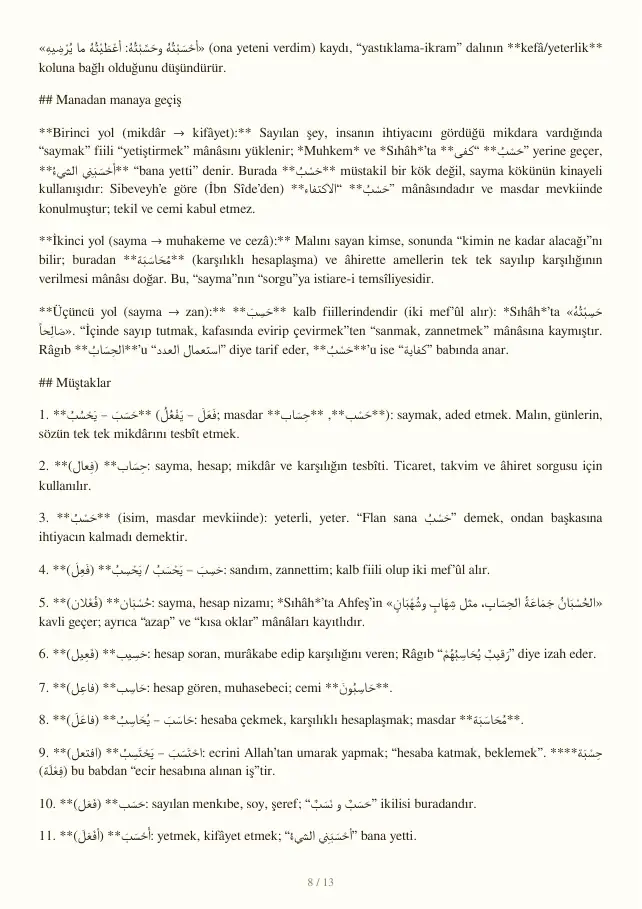 «أَحْسَبْتُهُ وحَسَّبْتُهُ: أَعْطَيْتُهُ ما يُرْضِيهِ» (ona yeteni verdim) kaydı, “yastıklama-ikram” dalının **kefâ/yeterlik**
koluna bağlı olduğunu düşündürür.
## Manadan manaya geçiş
**Birinci yol (mikdâr → kifâyet):** Sayılan şey, insanın ihtiyacını gördüğü mikdara vardığında
“saymak” fiili “yetiştirmek” mânâsını yüklenir; *Muhkem* ve *Sıhâh*’ta **حَسْبُ** “**كفى” yerine geçer,
**أَحْسَبَنِي الشيءُ** “bana yetti” denir. Burada **حَسْبُ** müstakil bir kök değil, sayma kökünün kinayeli
kullanışıdır: Sibeveyh’e göre (İbn Sîde’den) **حَسْبُ** “**الاكتفاء” mânâsındadır ve masdar mevkiinde
konulmuştur; tekil ve cemi kabul etmez.
**İkinci yol (sayma → muhakeme ve cezâ):** Malını sayan kimse, sonunda “kimin ne kadar alacağı”nı
bilir; buradan **مُحَاسَبَة** (karşılıklı hesaplaşma) ve âhirette amellerin tek tek sayılıp karşılığının
verilmesi mânâsı doğar. Bu, “sayma”nın “sorgu”ya istiare-i temsîliyesidir.
**Üçüncü yol (sayma → zan):** **حَسِبَ** kalb fiillerindendir (iki mef’ûl alır): *Sıhâh*’ta «حَسِبْتُهُ
صَالِحاً». “İçinde sayıp tutmak, kafasında evirip çevirmek”ten “sanmak, zannetmek” mânâsına kaymıştır.
Râgıb **الحِسَابُ**’u “استعمال العدد” diye tarif eder, **حَسْبُ**’u ise “كفاية” babında anar.
## Müştaklar
1. **حَسَبَ – يَحْسُبُ** (فَعَلَ – يَفْعُلُ; masdar **حَسْب**, **حِسَاب**): saymak, aded etmek. Malın, günlerin,
sözün tek tek mikdârını tesbît etmek.
2. **حِسَاب** (فِعال)**: sayma, hesap; mikdâr ve karşılığın tesbîti. Ticaret, takvim ve âhiret sorgusu için
kullanılır.
3. **حَسْبُ** (isim, masdar mevkiinde): yeterli, yeter. “Flan sana حَسْبُ” demek, ondan başkasına
ihtiyacın kalmadı demektir.
4. **حَسِبَ – يَحْسَبُ / يَحْسِبُ** (فَعِلَ)**: sandım, zannettim; kalb fiili olup iki mef’ûl alır.
5. **حُسْبَان** (فُعْلان)**: sayma, hesap nizamı; *Sıhâh*’ta Ahfeş’in «الحُسْبَانُ جَمَاعَةُ الحِسَابِ، مثل شِهَابٍ وشُهْبَانٍ»
kavli geçer; ayrıca “azap” ve “kısa oklar” mânâları kayıtlıdır.
6. **حَسِيب** (فَعِيل)**: hesap soran, murâkabe edip karşılığını veren; Râgıb “رَقيبٌ يُحَاسِبُهُمْ” diye izah eder.
7. **حَاسِب** (فاعِل)**: hesap gören, muhasebeci; cemi **حَاسِبُونَ**.
8. **حَاسَبَ – يُحَاسِبُ** (فاعَلَ)**: hesaba çekmek, karşılıklı hesaplaşmak; masdar **مُحَاسَبَة**.
9. **احْتَسَبَ – يَحْتَسِبُ** (افتعل)**: ecrini Allah’tan umarak yapmak; “hesaba katmak, beklemek”. **حِسْبَة**
(فِعْلَة) bu babdan “ecir hesabına alınan iş”tir.
10. **حَسَب** (فَعَل)**: sayılan menkıbe, soy, şeref; “حَسَبٌ و نَسَبٌ” ikilisi buradandır.
11. **أَحْسَبَ** (أَفْعَلَ)**: yetmek, kifâyet etmek; “أَحْسَبَنِي الشيءُ” bana yetti.
8 / 13